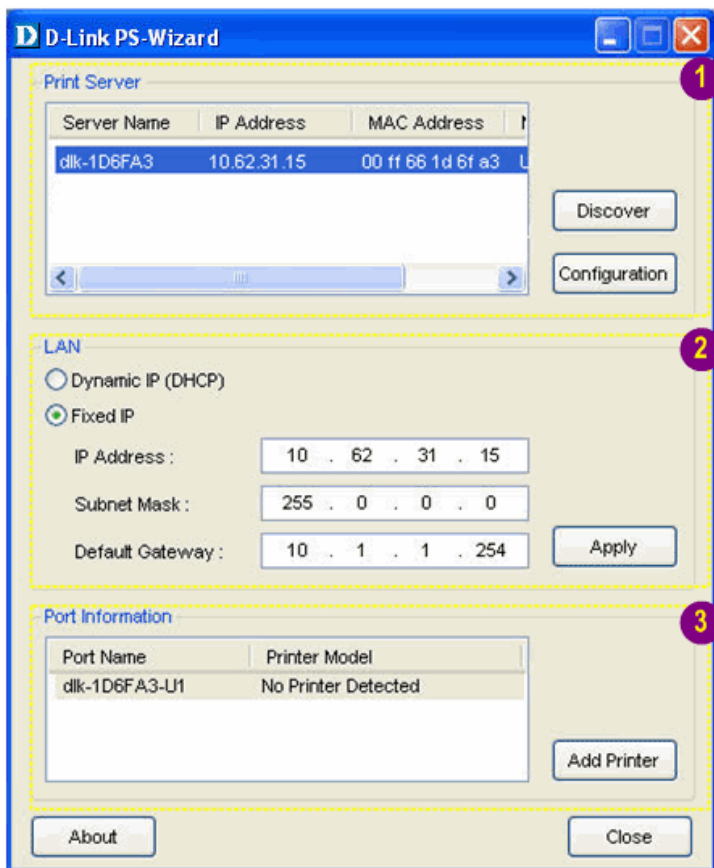 D D-Link PS-Wizard
1
Print Server
Server Name IP Address MAC Address
dlk-1D6FA3 10.62.31.15 00 ff 66 1d 6f a3 U
Discover
Configuration
2
LAN
Dynamic IP (DHCP)
Fixed IP
IP Address : 10 . 62 . 31 . 15
Subnet Mask : 255 . 0 . 0 . 0
Default Gateway : 10 . 1 . 1 . 254
Apply
3
Port Information
Port Name Printer Model
dlk-1D6FA3-U1 No Printer Detected
Add Printer
About Close